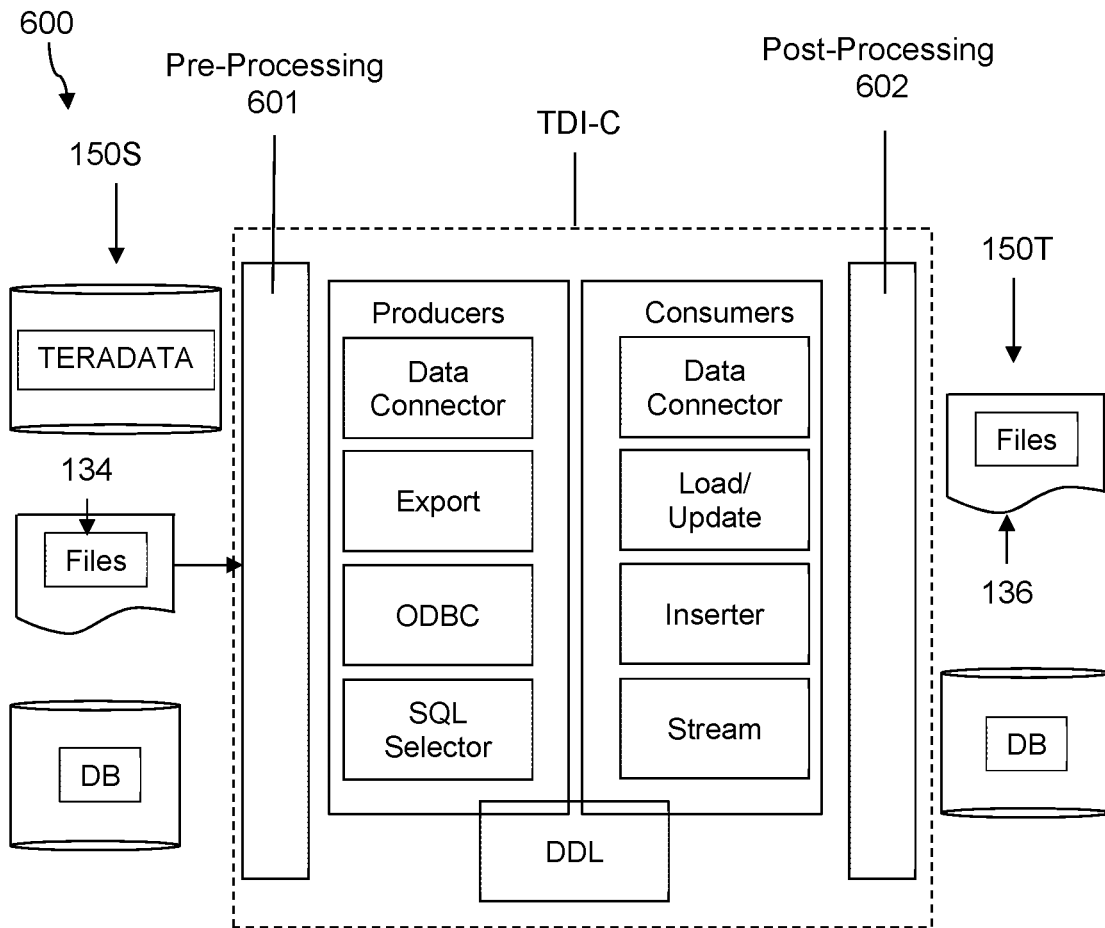 600
Pre-Processing
601
Post-Processing
602
TDI-C
150S
150T
TERADATA
134
Files
DB
Producers
Data
Connector
Export
ODBC
SQL
Selector
Consumers
Data
Connector
Load/
Update
Inserter
Stream
DDL
Files
136
DB